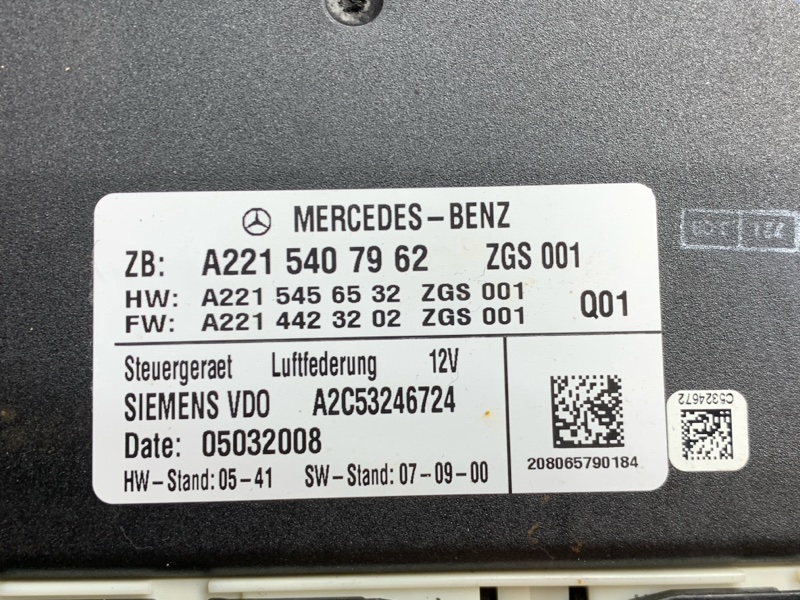 MERCEDES-BENZ
ZB: A221 540 79 62 ZGS 001
HW: A221 545 65 32 ZGS 001
FW: A221 442 32 02 ZGS 001 Q01
Steuergeraet Luftfederung 12V
SIEMENS VDO A2C53246724
Date: 05032008
HW-Stand: 05-41 SW-Stand: 07-09-00
208065790184
C5324672